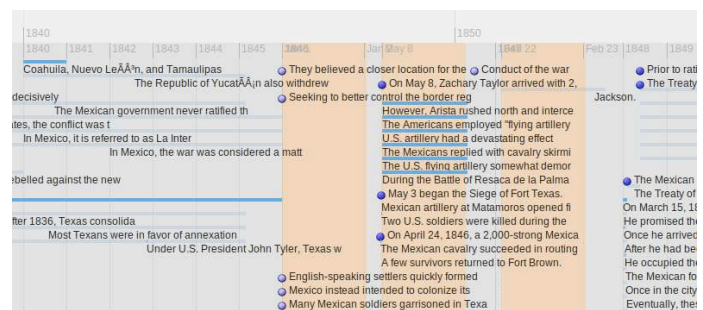 1840 1850
1840 1841 1842 1843 1844 1845 1846 May 8 Feb 23 1848 1849
Coahuila, Nuevo LeÃÂ³n, and Tamaulipas They believed a closer location for the Conduct of the war Prior to rati
The Republic of YucatÃÂ¡n also withdrew On May 8, Zachary Taylor arrived with 2, The Treaty
decisively Seeking to better control the border reg Jackson.
The Mexican government never ratified th However, Arista rushed north and interce
ates, the conflict was t The Americans employed "flying artillery
In Mexico, it is referred to as La Inter U.S. artillery had a devastating effect
In Mexico, the war was considered a matt The Mexicans replied with cavalry skirmi
The U.S. flying artillery somewhat demor
ebelled against the new During the Battle of Resaca de la Palma The Mexican
May 3 began the Siege of Fort Texas. The Treaty of
Mexican artillery at Matamoros opened fi On March 15, 18
fter 1836, Texas consolida Two U.S. soldiers were killed during the He promised the
Most Texans were in favor of annexation On April 24, 1846, a 2,000-strong Mexica Once he arrived
Under U.S. President John Tyler, Texas w The Mexican cavalry succeeded in routing After he had be
A few survivors returned to Fort Brown. He occupied the
English-speaking settlers quickly formed The Mexican fo
Mexico instead intended to colonize its Once in the city
Many Mexican soldiers garrisoned in Texa Eventually, thes